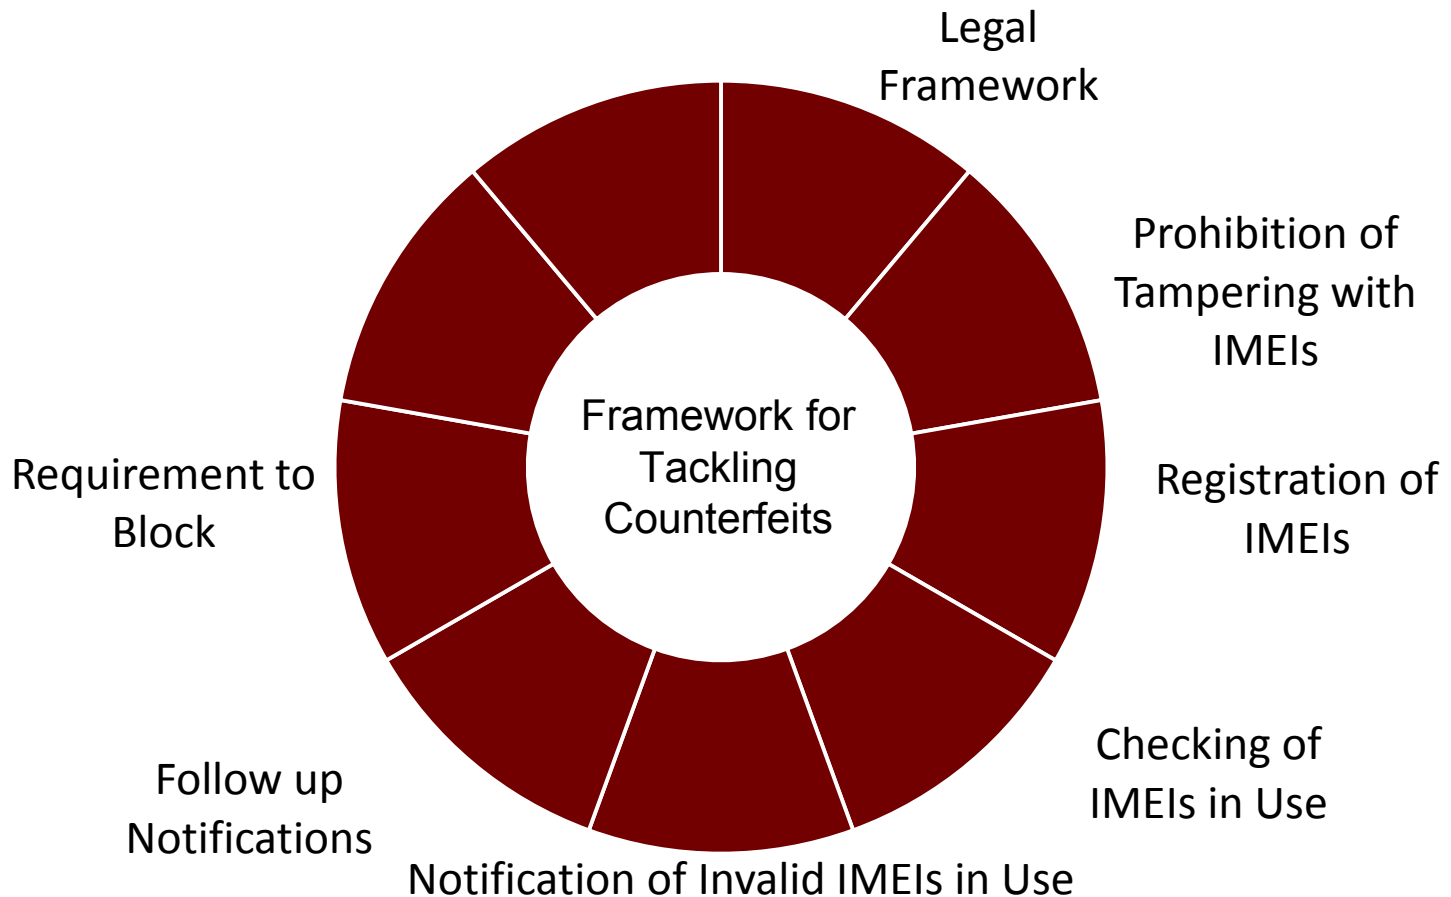 Legal
Framework
Prohibition of
Tampering with
IMEIs
Registration of
IMEIs
Checking of
IMEIs in Use
Notification of Invalid IMEIs in Use
Follow up
Notifications
Requirement to
Block
Framework for
Tackling
Counterfeits